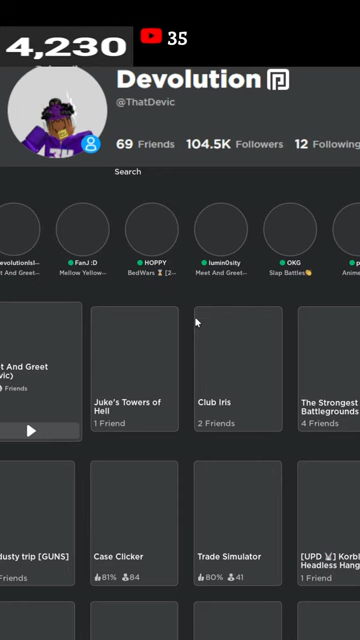 4,230
35
Devolution
@ThatDevic
69 Friends 104.5K Followers 12 Following
Search
FanJ :D
HOPPY
lumin0sity
OKG
And Greet--
Mellow Yellow--
BedWars ⏳ [2--
Meet And Greet--
Slap Battles👏
Anime
t And Greet
vic)
Friends
Juke's Towers of
Hell
1 Friend
Club Iris
2 Friends
The Strongest
Battlegrounds
4 Friends
dusty trip [GUNS]
Friends
Case Clicker
81% 84
Trade Simulator
80% 41
[UPD ⚔️] Korbl
Headless Hang
1 Friend